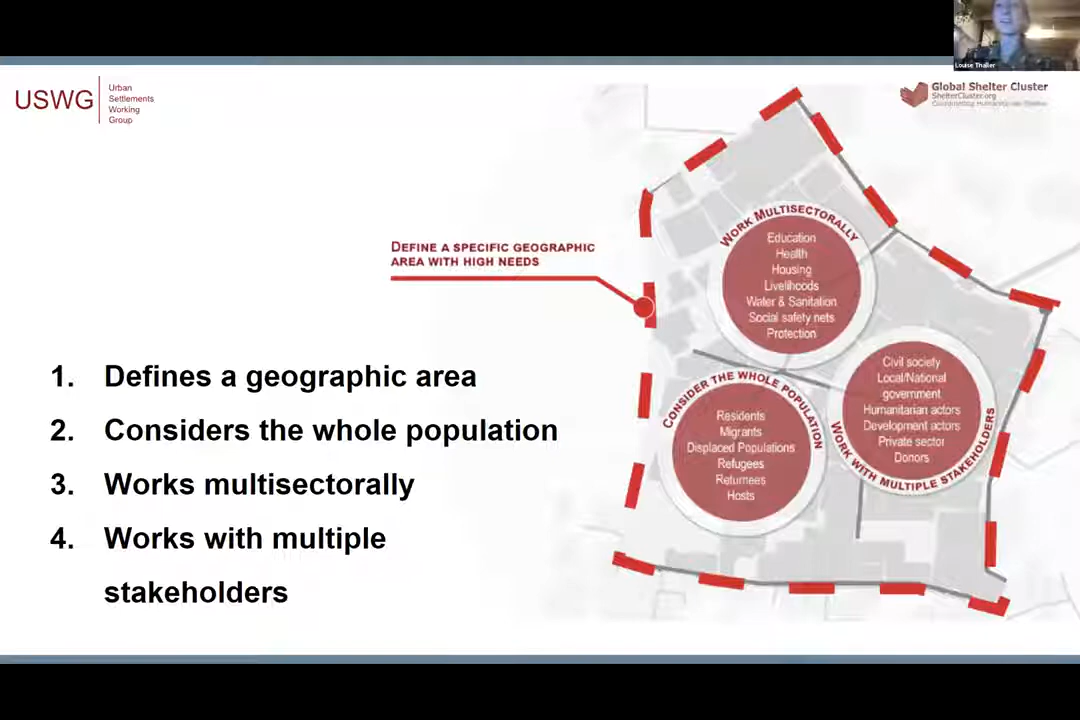 Louise Thaller
USWG
Urban
Settlements
Working
Group
Global Shelter Cluster
ShelterCluster.org
Coordinating Humanitarian Shelter
DEFINE A SPECIFIC GEOGRAPHIC
AREA WITH HIGH NEEDS
WORK MULTISECTORALLY
Education
Health
Housing
Livelihoods
Water & Sanitation
Social safety nets
Protection
CONSIDER THE WHOLE POPULATION
Residents
Migrants
Displaced Populations
Refugees
Returnees
Hosts
Civil society
Local/National
government
Humanitarian actors
Development actors
Private sector
Donors
WORK WITH MULTIPLE STAKEHOLDERS
1. Defines a geographic area
2. Considers the whole population
3. Works multisectorally
4. Works with multiple
stakeholders